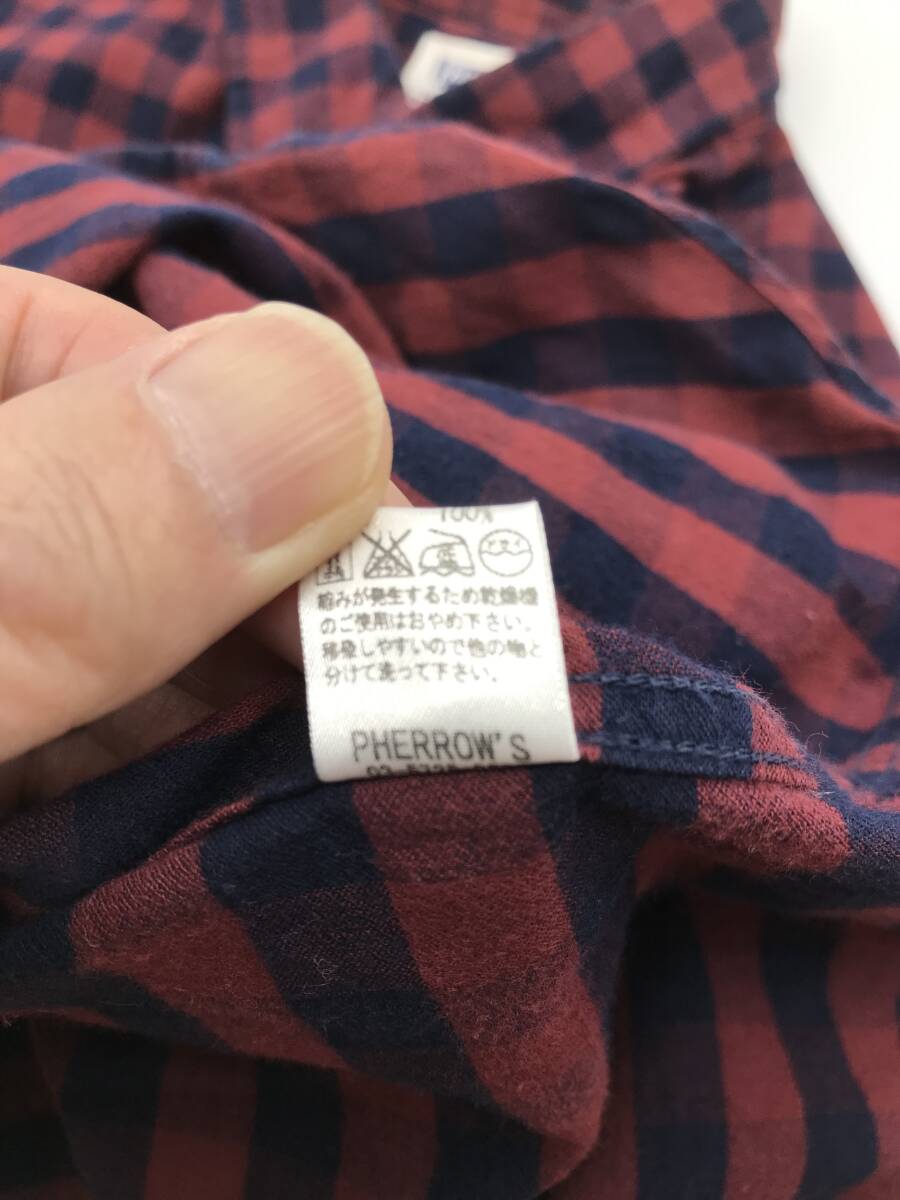 100%
縮みが発生するため乾燥機
のご使用はおやめ下さい。
移染しやすいので他の物と
分けて洗って下さい。
PHERROW'S